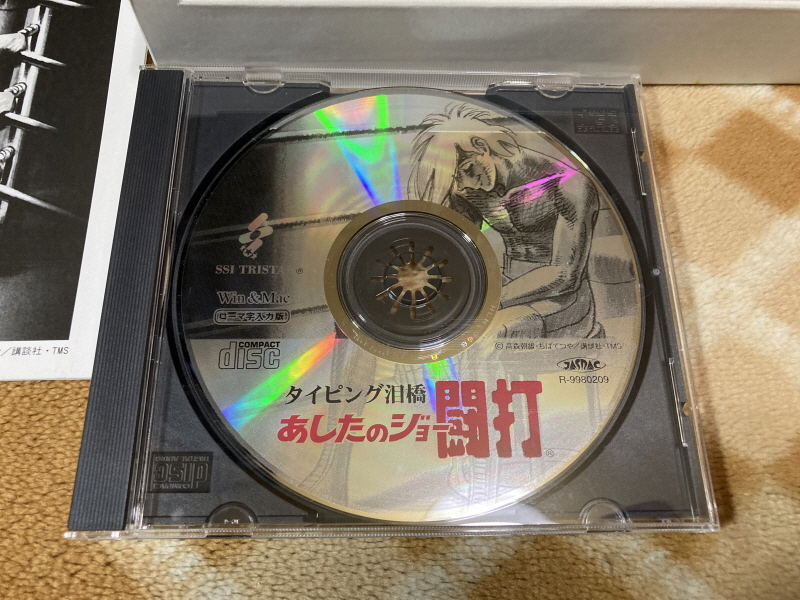 ／講談社・TMS
SSI TRISTAR®
Win & Mac
ローマ字入力版
COMPACT
disc
© 高森朝雄・ちばてつや／講談社／TMS
JASRAC
R-9980209
タイピング泪橋
あしたのジョー闘打®